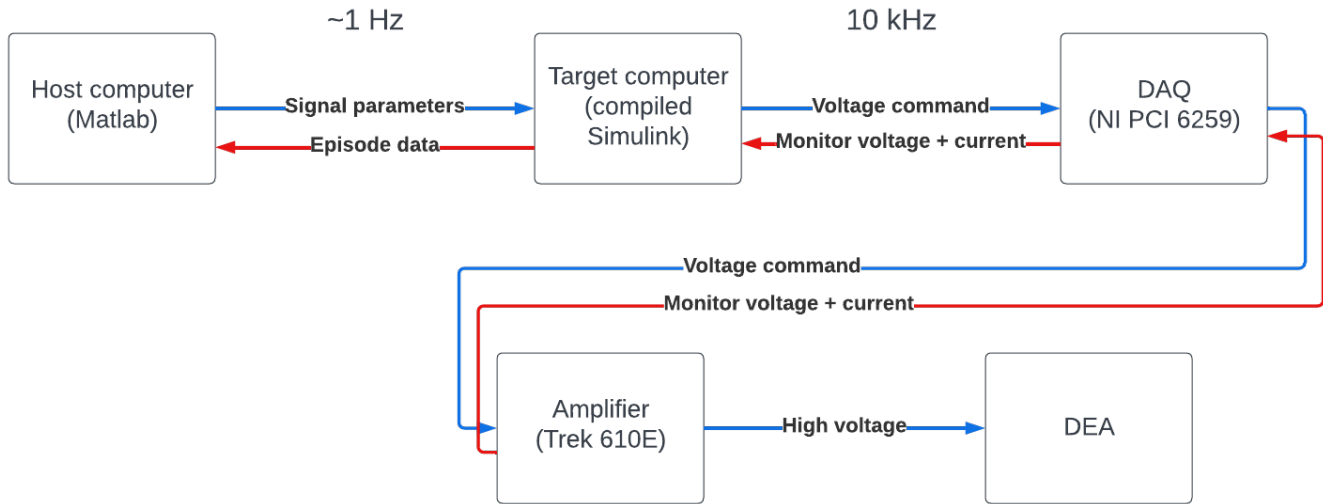 ~1 Hz
10 kHz
Host computer
(Matlab)
Signal parameters
Episode data
Target computer
(compiled
Simulink)
Voltage command
Monitor voltage + current
DAQ
(NI PCI 6259)
Voltage command
Monitor voltage + current
Amplifier
(Trek 610E)
High voltage
DEA